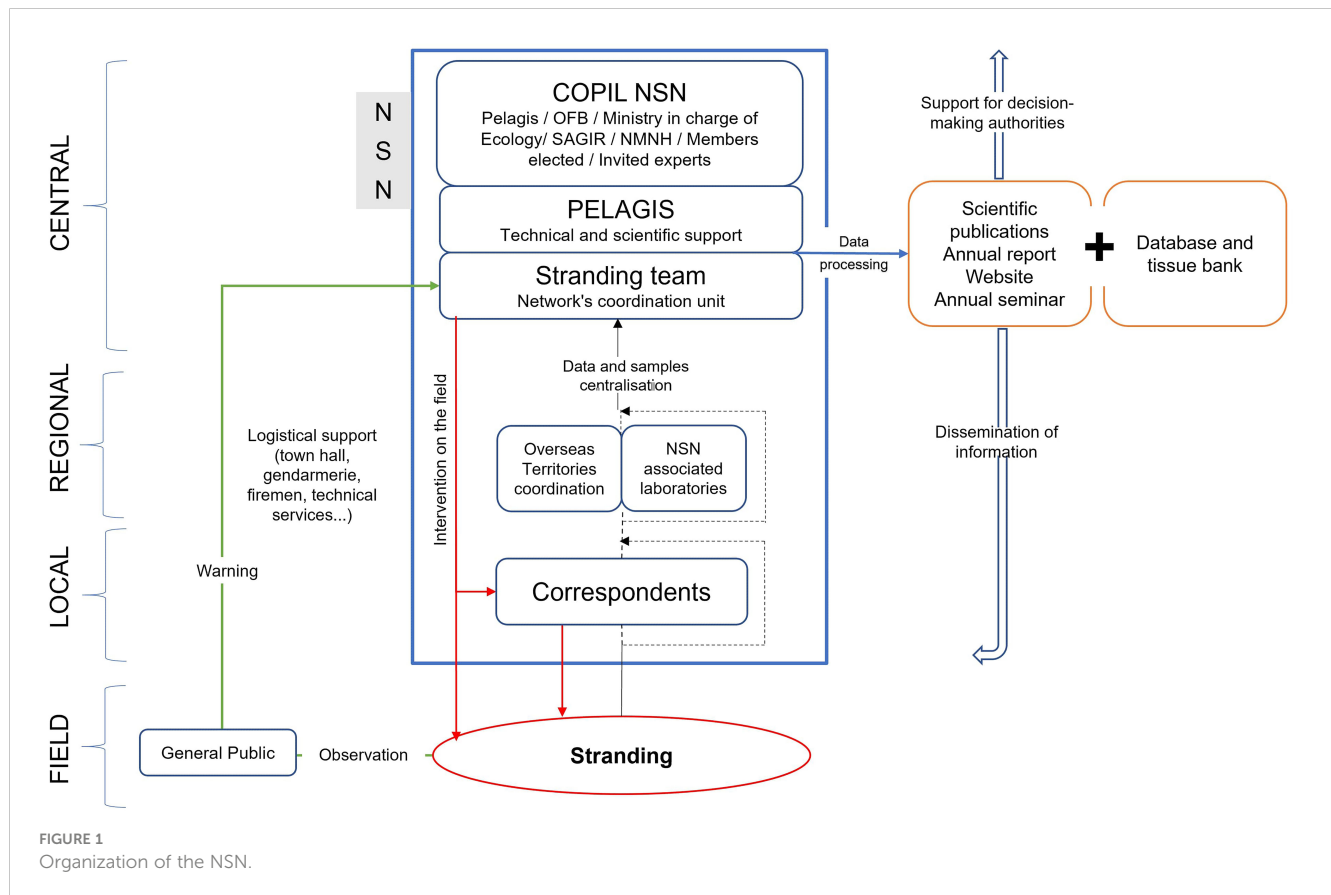 CENTRAL
REGIONAL
LOCAL
FIELD
N
S
N
COPIL NSN
Pelagis / OFB / Ministry in charge of
Ecology/ SAGIR / NMNH / Members
elected / Invited experts
PELAGIS
Technical and scientific support
Stranding team
Network's coordination unit
Data
processing
Support for decision-
making authorities
Scientific
publications
Annual report
Website
Annual seminar
+
Database and
tissue bank
Dissemination of
information
Data and samples
centralisation
Overseas
Territories
coordination
NSN
associated
laboratories
Intervention on the field
Logistical support
(town hall,
gendarmerie,
firemen, technical
services...)
Warning
Correspondents
General Public
Observation
Stranding
FIGURE 1
Organization of the NSN.